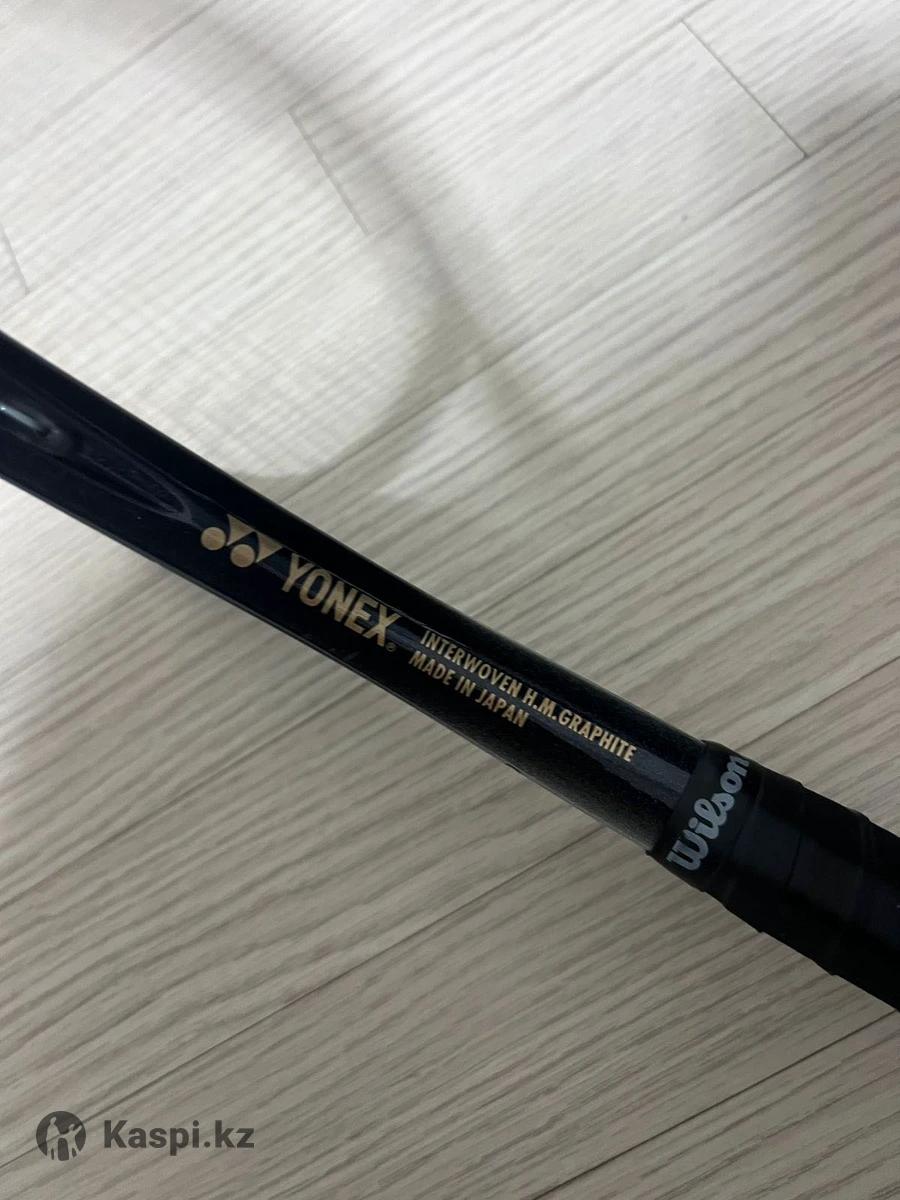 YONEX®
INTERWOVEN H.M.GRAPHITE
MADE IN JAPAN
Wilson
Kaspi.kz